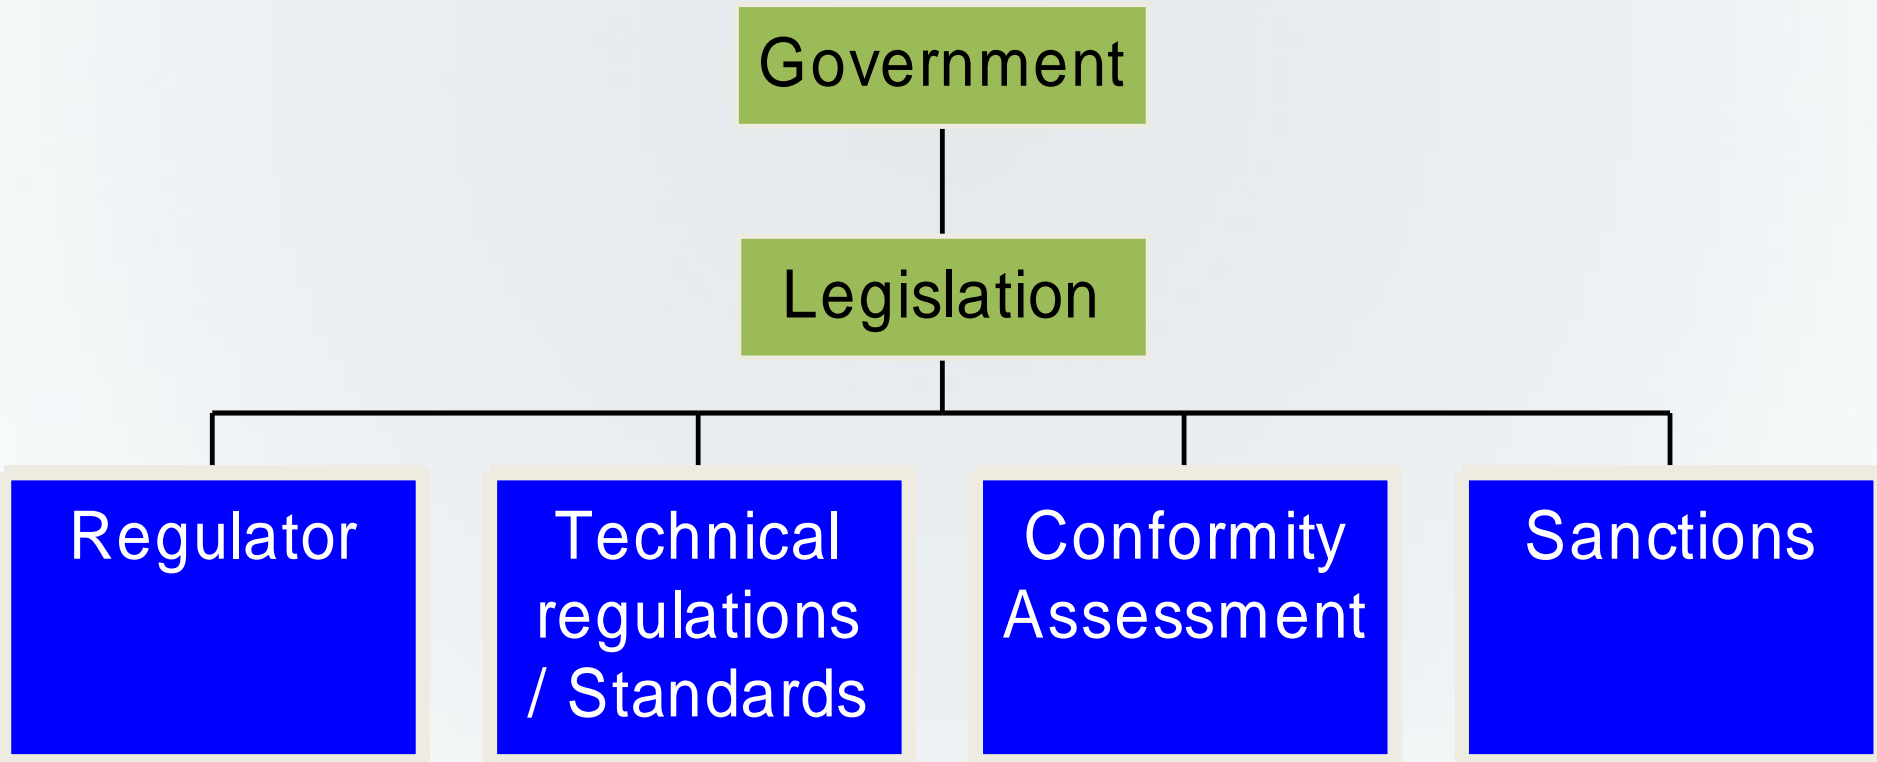 Government
Legislation
Regulator
Technical
regulations
/ Standards
Conformity
Assessment
Sanctions